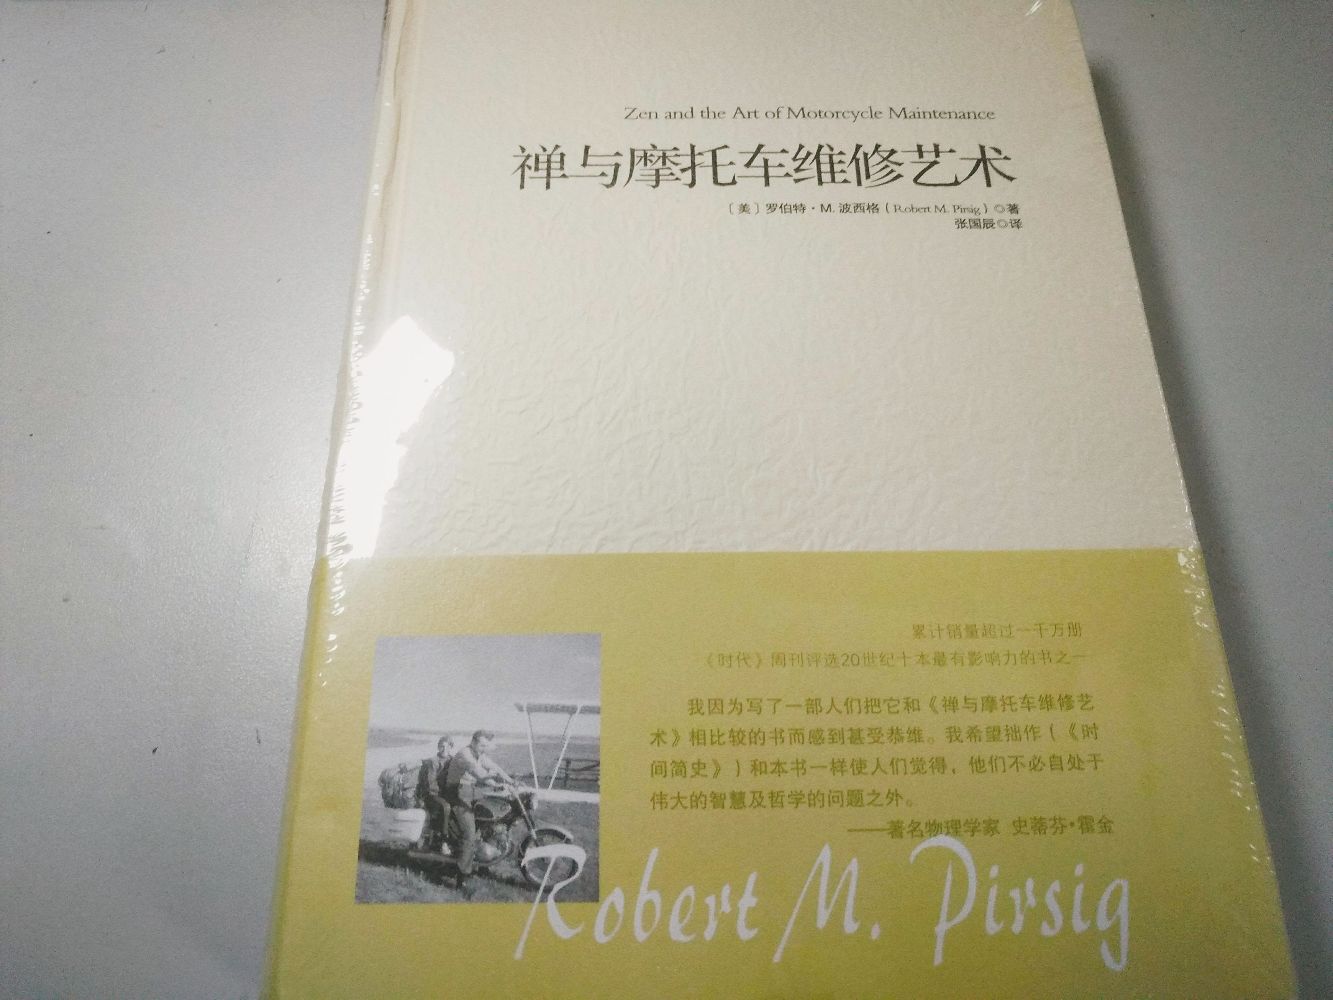 Zen and the Art of Motorcycle Maintenance
禅与摩托车维修艺术
〔美〕罗伯特·M. 波西格（Robert M. Pirsig）◎著
张国辰◎译
累计销量超过一千万册
《时代》周刊评选20世纪十本最有影响力的书之一
我因为写了一部人们把它和《禅与摩托车维修艺
术》相比较的书而感到甚受恭维。我希望拙作（《时
间简史》）和本书一样使人们觉得，他们不必自处于
伟大的智慧及哲学的问题之外。
——著名物理学家 史蒂芬·霍金
Robert M. Pirsig